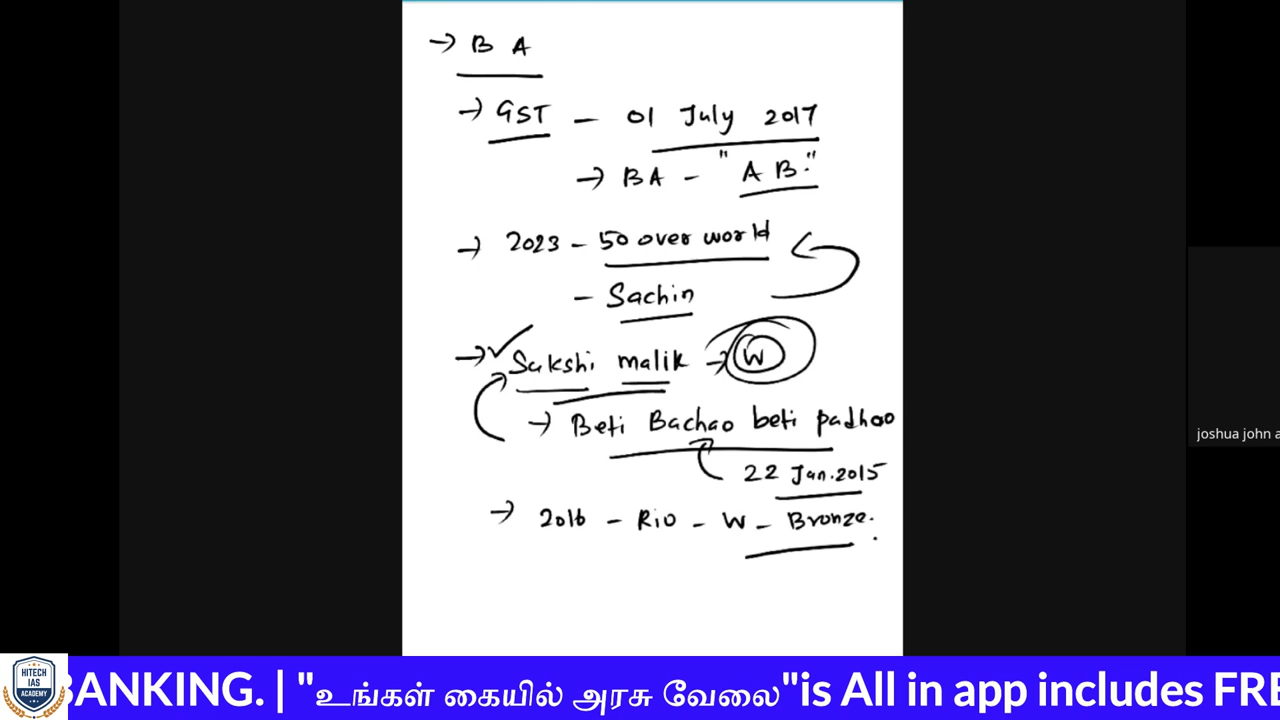 → B A
→ GST - 01 July 2017
→ BA - "A B."
→ 2023 - 50 over world
- Sachin
→ ✓ Sakshi malik → W
→ Beti Bachao beti padhoo
22 Jan. 2015
→ 2016 - Rio - W - Bronze.
joshua john a
HITECH
IAS
ACADEMY
BANKING. | "உங்கள் கையில் அரசு வேலை"is All in app includes FRE